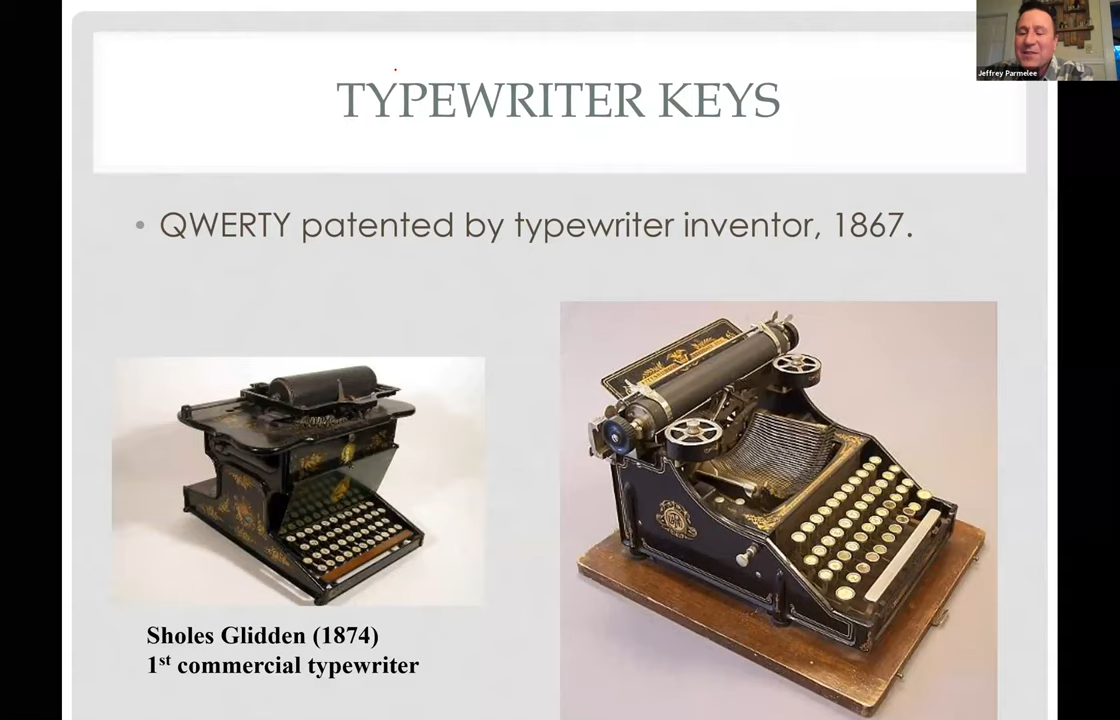 Jeffrey Parmelee
TYPEWRITER KEYS
• QWERTY patented by typewriter inventor, 1867.
Sholes Glidden (1874)
1st commercial typewriter